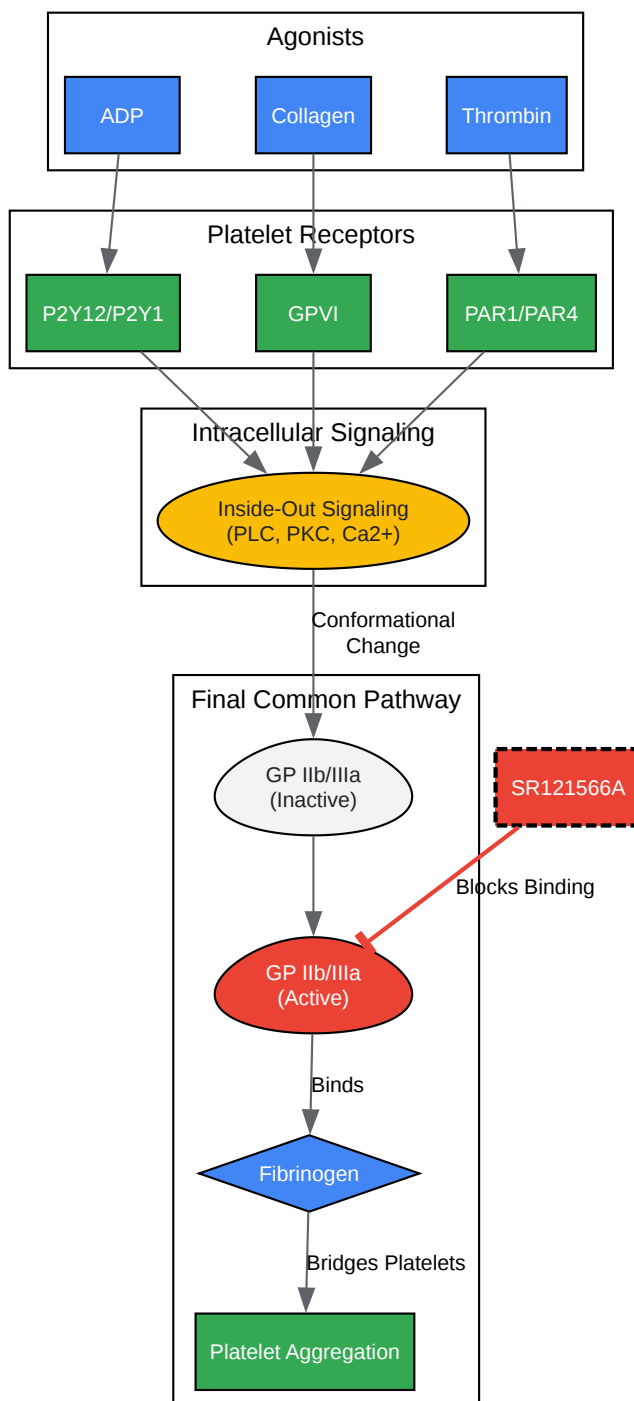 Agonists
ADP
Collagen
Thrombin
Platelet Receptors
P2Y12/P2Y1
GPVI
PAR1/PAR4
Intracellular Signaling
Inside-Out Signaling
(PLC, PKC, Ca2+)
Conformational
Change
Final Common Pathway
GP IIb/IIIa
(Inactive)
SR121566A
Blocks Binding
GP IIb/IIIa
(Active)
Binds
Fibrinogen
Bridges Platelets
Platelet Aggregation